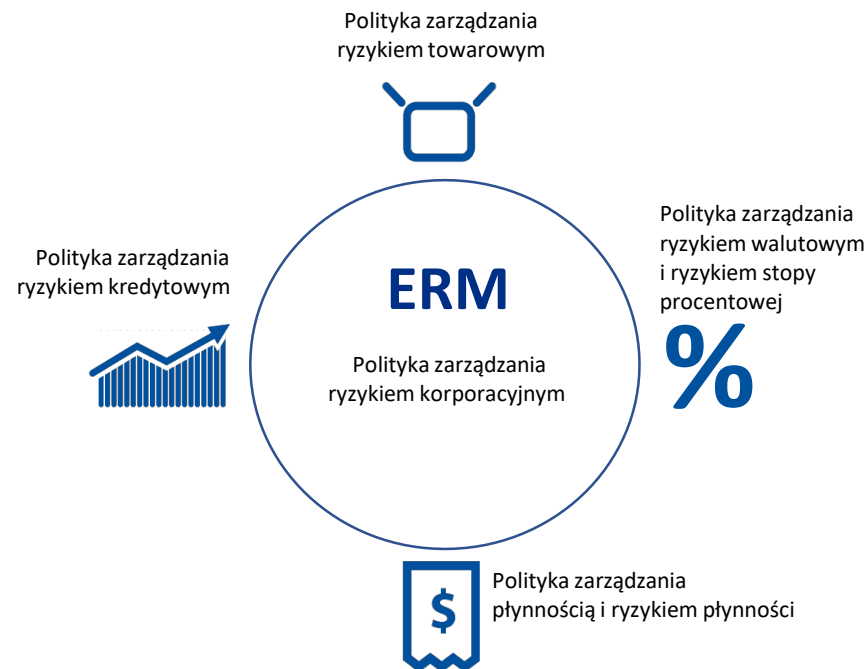 Polityka zarządzania
ryzykiem towarowym
Polityka zarządzania
ryzykiem walutowym
i ryzykiem stopy
procentowej
%
Polityka zarządzania
ryzykiem kredytowym
ERM
Polityka zarządzania
ryzykiem korporacyjnym
$
Polityka zarządzania
płynnością i ryzykiem płynności